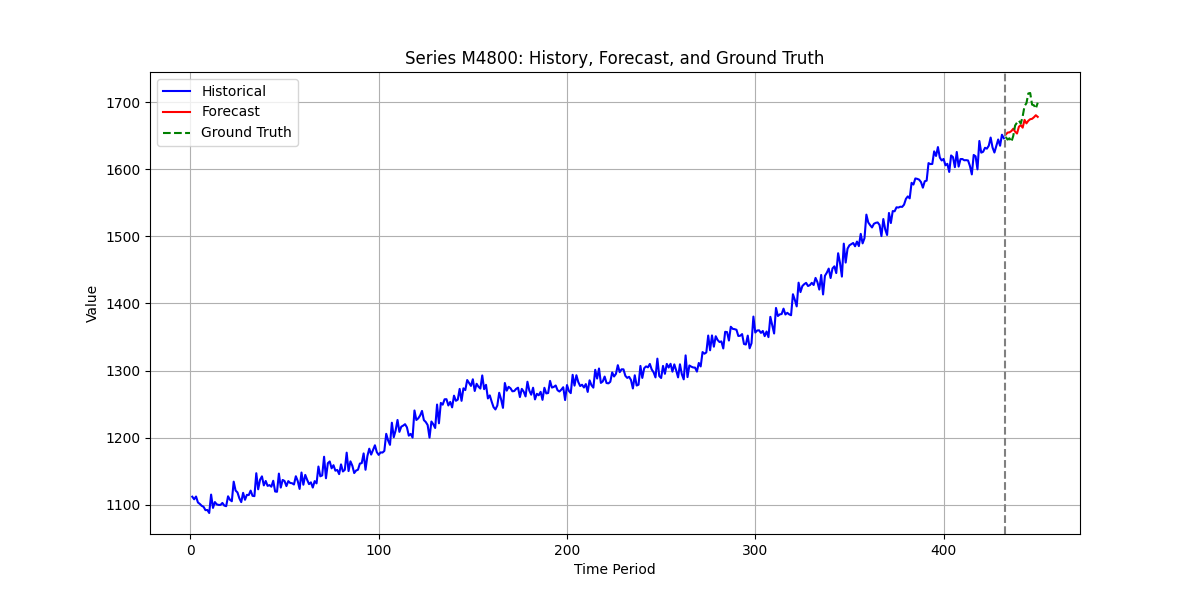 Series M4800: History, Forecast, and Ground Truth
Historical
Forecast
Ground Truth
1700
1600
1500
1400
1300
1200
1100
Value
0 100 200 300 400
Time Period